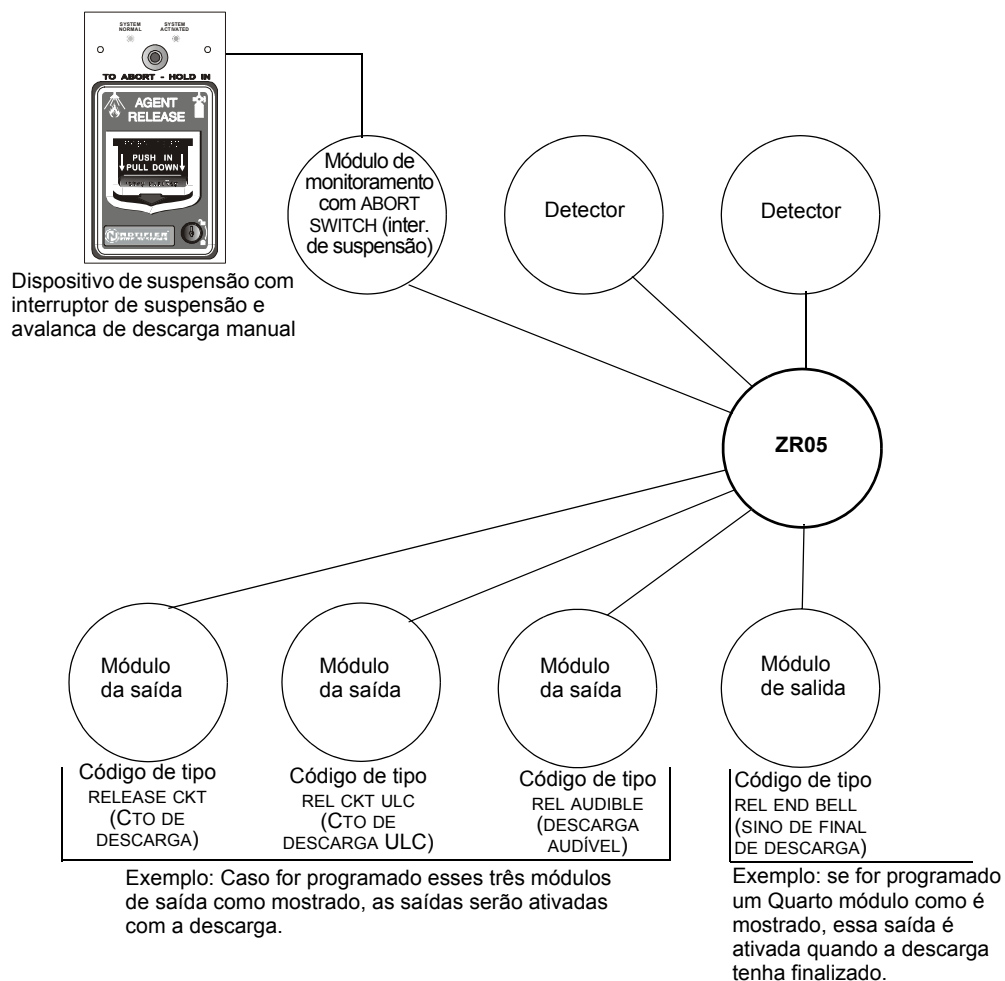 SYSTEM NORMAL
SYSTEM ACTIVATED
TO ABORT - HOLD IN
AGENT
RELEASE
PUSH IN
PULL DOWN
NOTIFIER
Dispositivo de suspensão com
interruptor de suspensão e
avalanca de descarga manual
Módulo de
monitoramento
com ABORT
SWITCH (inter.
de suspensão)
Detector
Detector
ZR05
Módulo
da saída
Módulo
da saída
Módulo
da saída
Módulo
de salida
Código de tipo
RELEASE CKT
(CTO DE
DESCARGA)
Código de tipo
REL CKT ULC
(CTO DE
DESCARGA ULC)
Código de tipo
REL AUDIBLE
(DESCARGA
AUDÍVEL)
Código de tipo
REL END BELL
(SINO DE FINAL
DE DESCARGA)
Exemplo: Caso for programado esses três módulos
de saída como mostrado, as saídas serão ativadas
com a descarga.
Exemplo: se for programado
um Quarto módulo como é
mostrado, essa saída é
ativada quando a descarga
tenha finalizado.